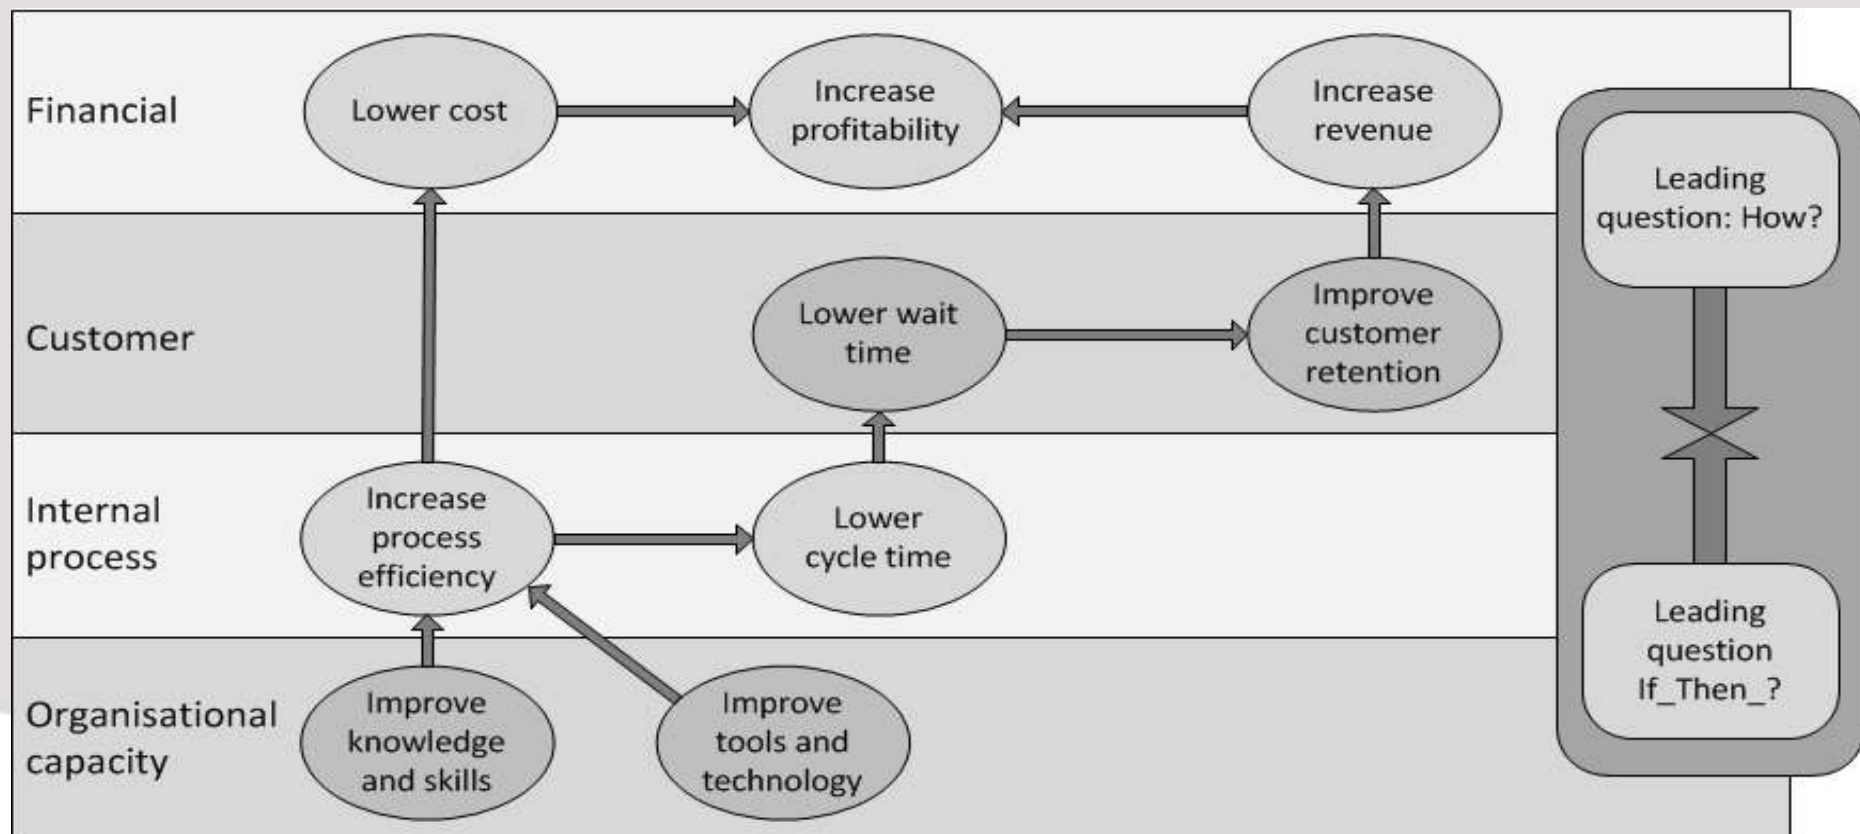 Financial
Lower cost
Increase
profitability
Increase
revenue
Leading
question: How?
Customer
Lower wait
time
Improve
customer
retention
Internal
process
Increase
process
efficiency
Lower
cycle time
Organisational
capacity
Improve
knowledge
and skills
Improve
tools and
technology
Leading
question
If_Then_?